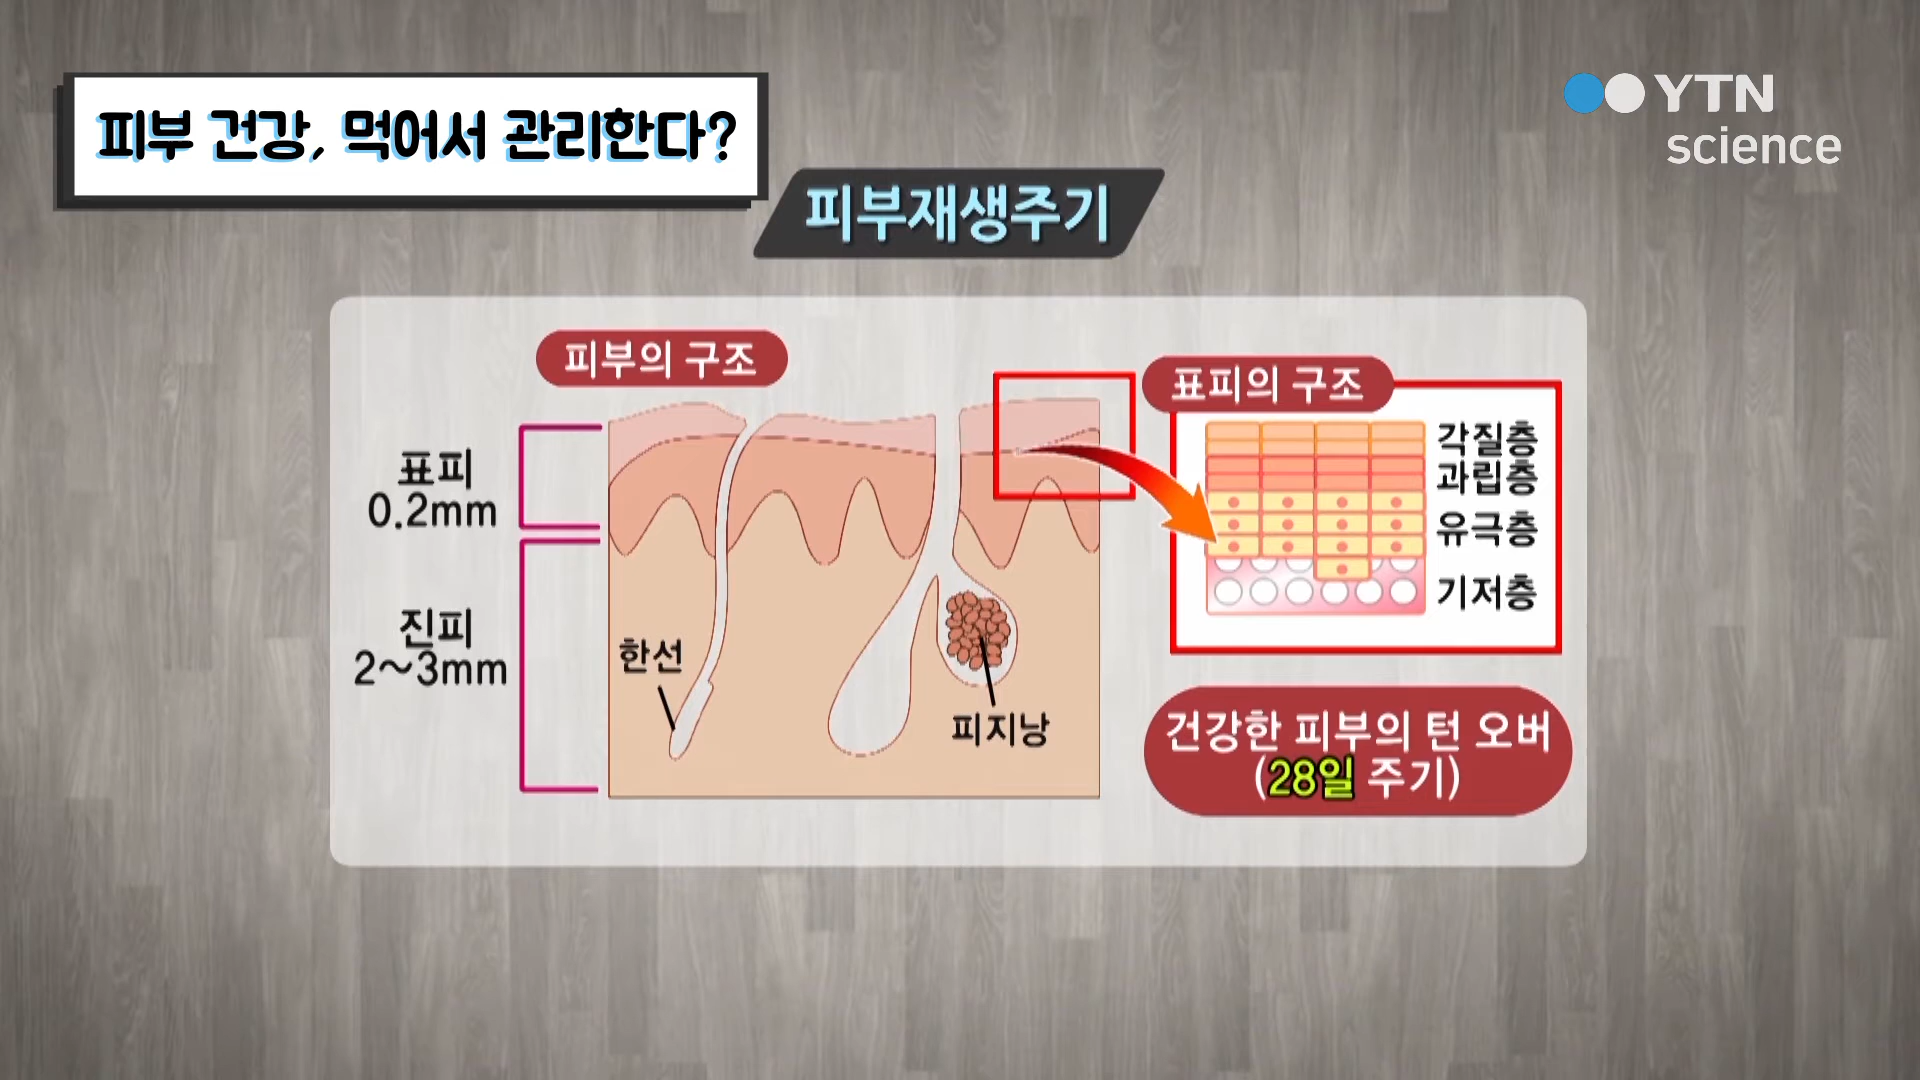 피부 건강, 먹어서 관리한다?
YTN
science
피부재생주기
피부의 구조
표피
0.2mm
진피
2~3mm
한선
피지낭
표피의 구조
각질층
과립층
유극층
기저층
건강한 피부의 턴 오버
(28일 주기)